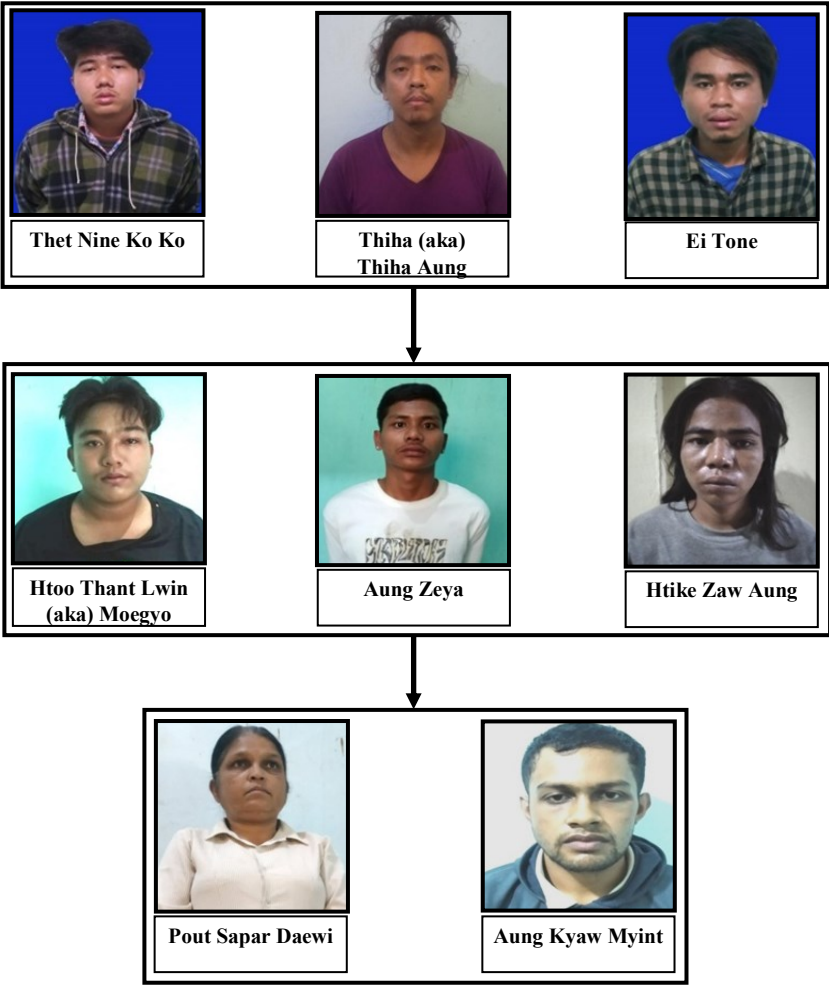 Thet Nine Ko Ko
Thiha (aka)
Thiha Aung
Ei Tone
Htoo Thant Lwin
(aka) Moegyo
Aung Zeya
Htike Zaw Aung
Pout Sapar Daewi
Aung Kyaw Myint